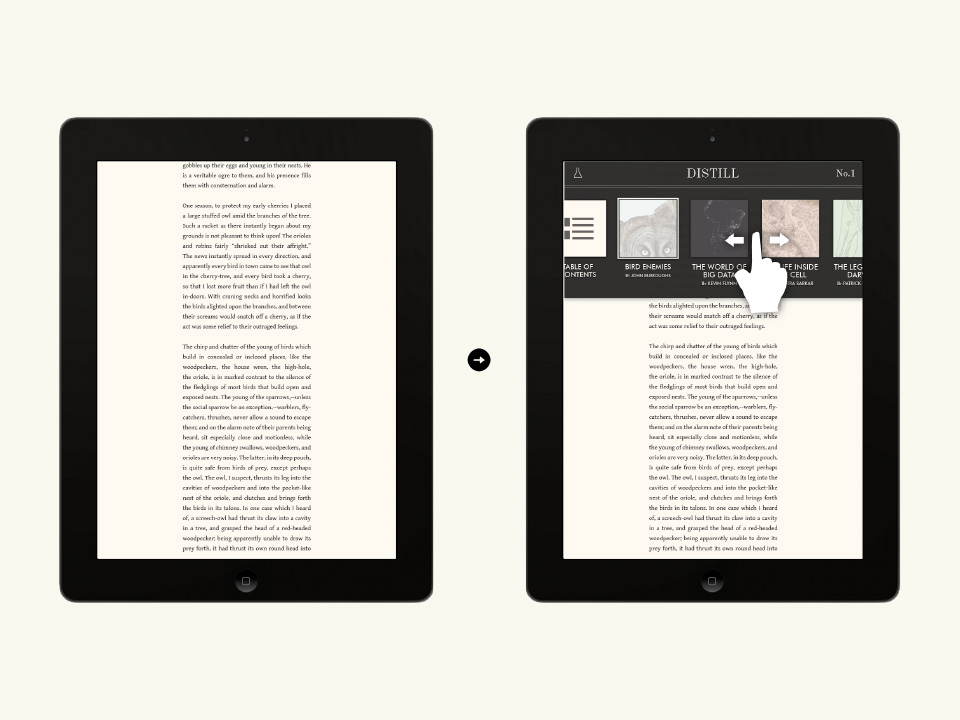 gobbles up their eggs and young in their nests. He
is a veritable ogre to them, and his presence fills
them with consternation and alarm.
One season, to protect my early cherries I placed
a large stuffed owl amid the branches of the tree.
Such a racket as there instantly began about my
grounds is not pleasant to think upon! The orioles
and robins fairly "shrieked out their affright."
The news instantly spread in every direction, and
apparently every bird in town came to see that owl
in the cherry-tree, and every bird took a cherry,
so that I lost more fruit than if I had left the owl
in-doors. With craning necks and horrified looks
the birds alighted upon the branches, and between
their screams would snatch off a cherry, as if the
act was some relief to their outraged feelings.
The chirp and chatter of the young of birds which
build in concealed or inclosed places, like the
woodpeckers, the house wren, the high-hole,
the oriole, is in marked contrast to the silence of
the fledglings of most birds that build open and
exposed nests. The young of the sparrows,—unless
the social sparrow be an exception,—warblers, fly-
catchers, thrushes, never allow a sound to escape
them; and on the alarm note of their parents being
heard, sit especially close and motionless, while
the young of chimney swallows, woodpeckers, and
orioles are very noisy. The latter, in its deep pouch,
is quite safe from birds of prey, except perhaps
the owl. The owl, I suspect, thrusts its leg into the
cavities of woodpeckers and into the pocket-like
nest of the oriole, and clutches and brings forth
the birds in its talons. In one case which I heard
of, a screech-owl had thrust its claw into a cavity
in a tree, and grasped the head of a red-headed
woodpecker; being apparently unable to draw its
prey forth, it had thrust its own round head into
DISTILL
No.1
TABLE OF
CONTENTS
BIRD ENEMIES
BY JOHN BURROUGHS
THE WORLD OF
BIG DATA
By KEVIN FLYNN
LIFE INSIDE
CELL
SARKAR
THE LEG
DAR
By PATRICK
the birds alighted upon the branches, and between
their screams would snatch off a cherry, as if the
act was some relief to their outraged feelings.
The chirp and chatter of the young of birds which
build in concealed or inclosed places, like the
woodpeckers, the house wren, the high-hole,
the oriole, is in marked contrast to the silence of
the fledglings of most birds that build open and
exposed nests. The young of the sparrows,—unless
the social sparrow be an exception,—warblers, fly-
catchers, thrushes, never allow a sound to escape
them; and on the alarm note of their parents being
heard, sit especially close and motionless, while
the young of chimney swallows, woodpeckers, and
orioles are very noisy. The latter, in its deep pouch,
is quite safe from birds of prey, except perhaps
the owl. The owl, I suspect, thrusts its leg into the
cavities of woodpeckers and into the pocket-like
nest of the oriole, and clutches and brings forth
the birds in its talons. In one case which I heard
of, a screech-owl had thrust its claw into a cavity
in a tree, and grasped the head of a red-headed
woodpecker; being apparently unable to draw its
prey forth, it had thrust its own round head into